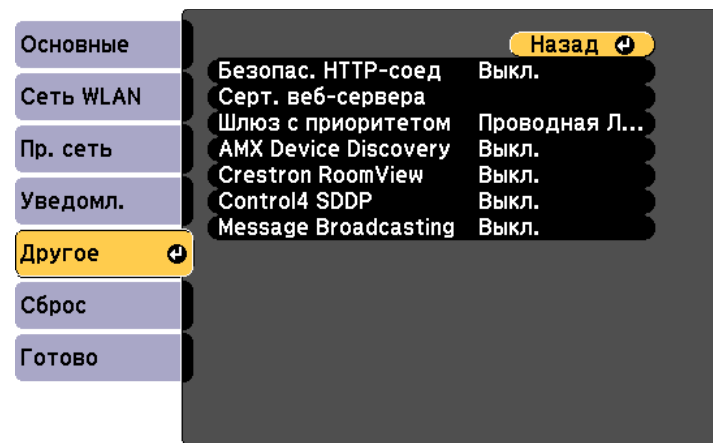 Основные
Сеть WLAN
Пр. сеть
Уведомл.
Другое
Сброс
Готово
Назад
Безопас. HTTP-соед Выкл.
Серт. веб-сервера
Шлюз с приоритетом Проводная Л...
AMX Device Discovery Выкл.
Crestron RoomView Выкл.
Control4 SDDP Выкл.
Message Broadcasting Выкл.